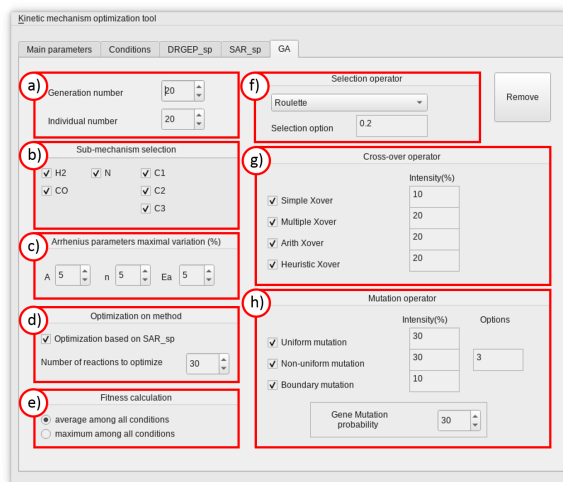 Kinetic mechanism optimization tool
Main parameters Conditions DRGEP_sp SAR_sp GA
a)
Generation number 20
Individual number 20
b)
Sub-mechanism selection
H2 N C1
CO C2
C3
c)
Arrhenius parameters maximal variation (%)
A 5 n 5 Ea 5
d)
Optimization on method
Optimization based on SAR_sp
Number of reactions to optimize 30
e)
Fitness calculation
average among all conditions
maximum among all conditions
f)
Selection operator
Roulette
Selection option 0.2
Remove
g)
Cross-over operator
Intensity(%)
Simple Xover 10
Multiple Xover 20
Arith Xover 20
Heuristic Xover 20
h)
Mutation operator
Intensity(%) Options
Uniform mutation 30
Non-uniform mutation 30 3
Boundary mutation 10
Gene Mutation
probability 30